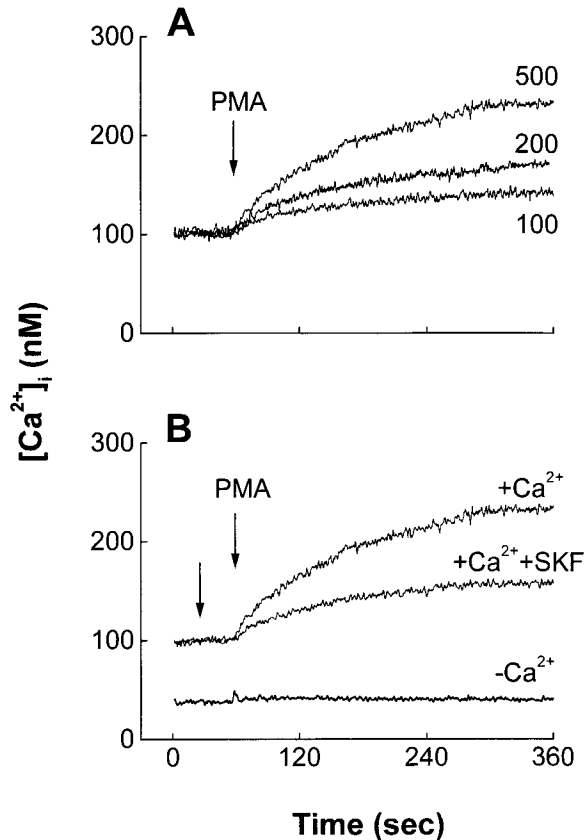 A
300
200
100
0
PMA
500
200
100
[Ca²⁺]ᵢ (nM)
B
300
200
100
0
PMA
+Ca²⁺
+Ca²⁺+SKF
-Ca²⁺
0 120 240 360
Time (sec)